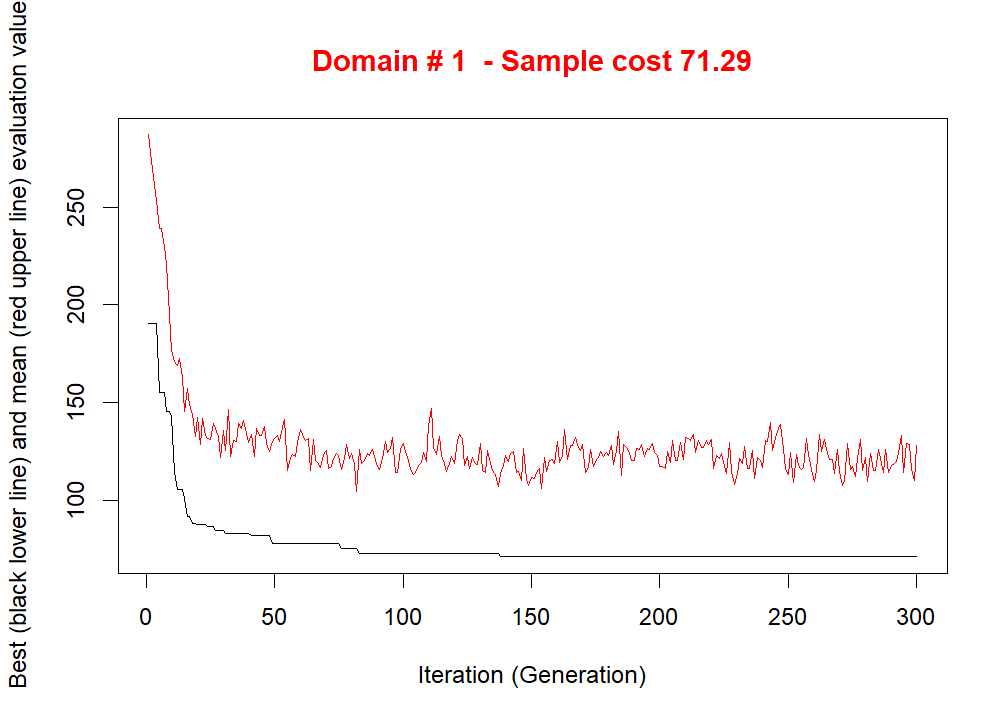 Domain # 1  - Sample cost 71.29
Best (black lower line) and mean (red upper line) evaluation value
250
200
150
100
0 50 100 150 200 250 300
Iteration (Generation)